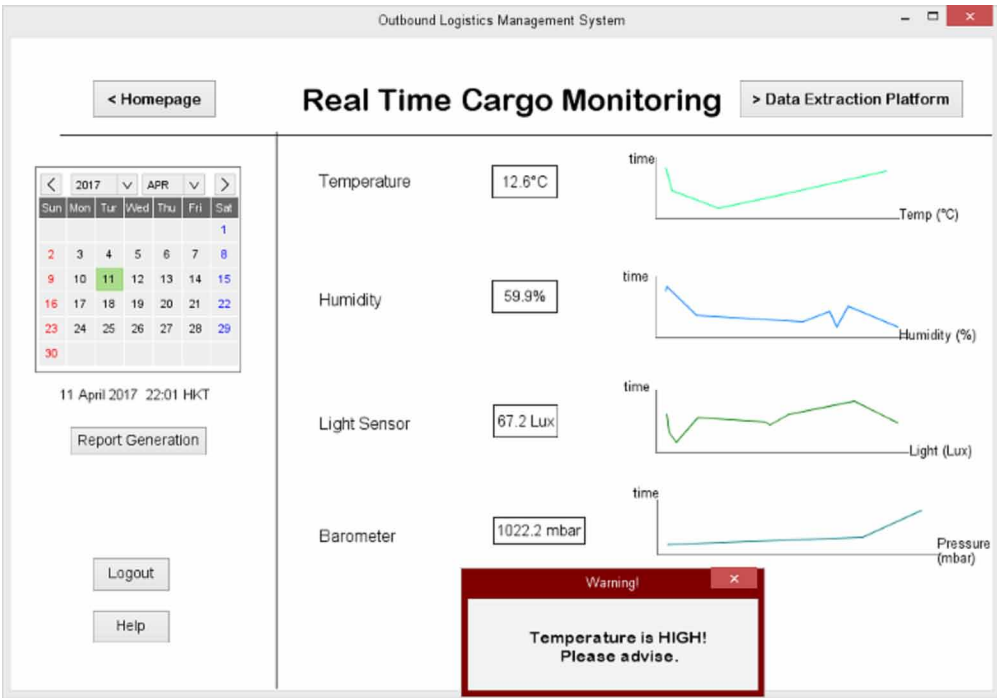 Outbound Logistics Management System
< Homepage
Real Time Cargo Monitoring
> Data Extraction Platform
2017 APR
Sun Mon Tur Wed Thu Fri Sat
1
2 3 4 5 6 7 8
9 10 11 12 13 14 15
16 17 18 19 20 21 22
23 24 25 26 27 28 29
30
11 April 2017 22:01 HKT
Report Generation
Logout
Help
Temperature
12.6°C
time
Temp (°C)
Humidity
59.9%
time
Humidity (%)
Light Sensor
67.2 Lux
time
Light (Lux)
Barometer
1022.2 mbar
time
Pressure
(mbar)
Warning!
Temperature is HIGH!
Please advise.